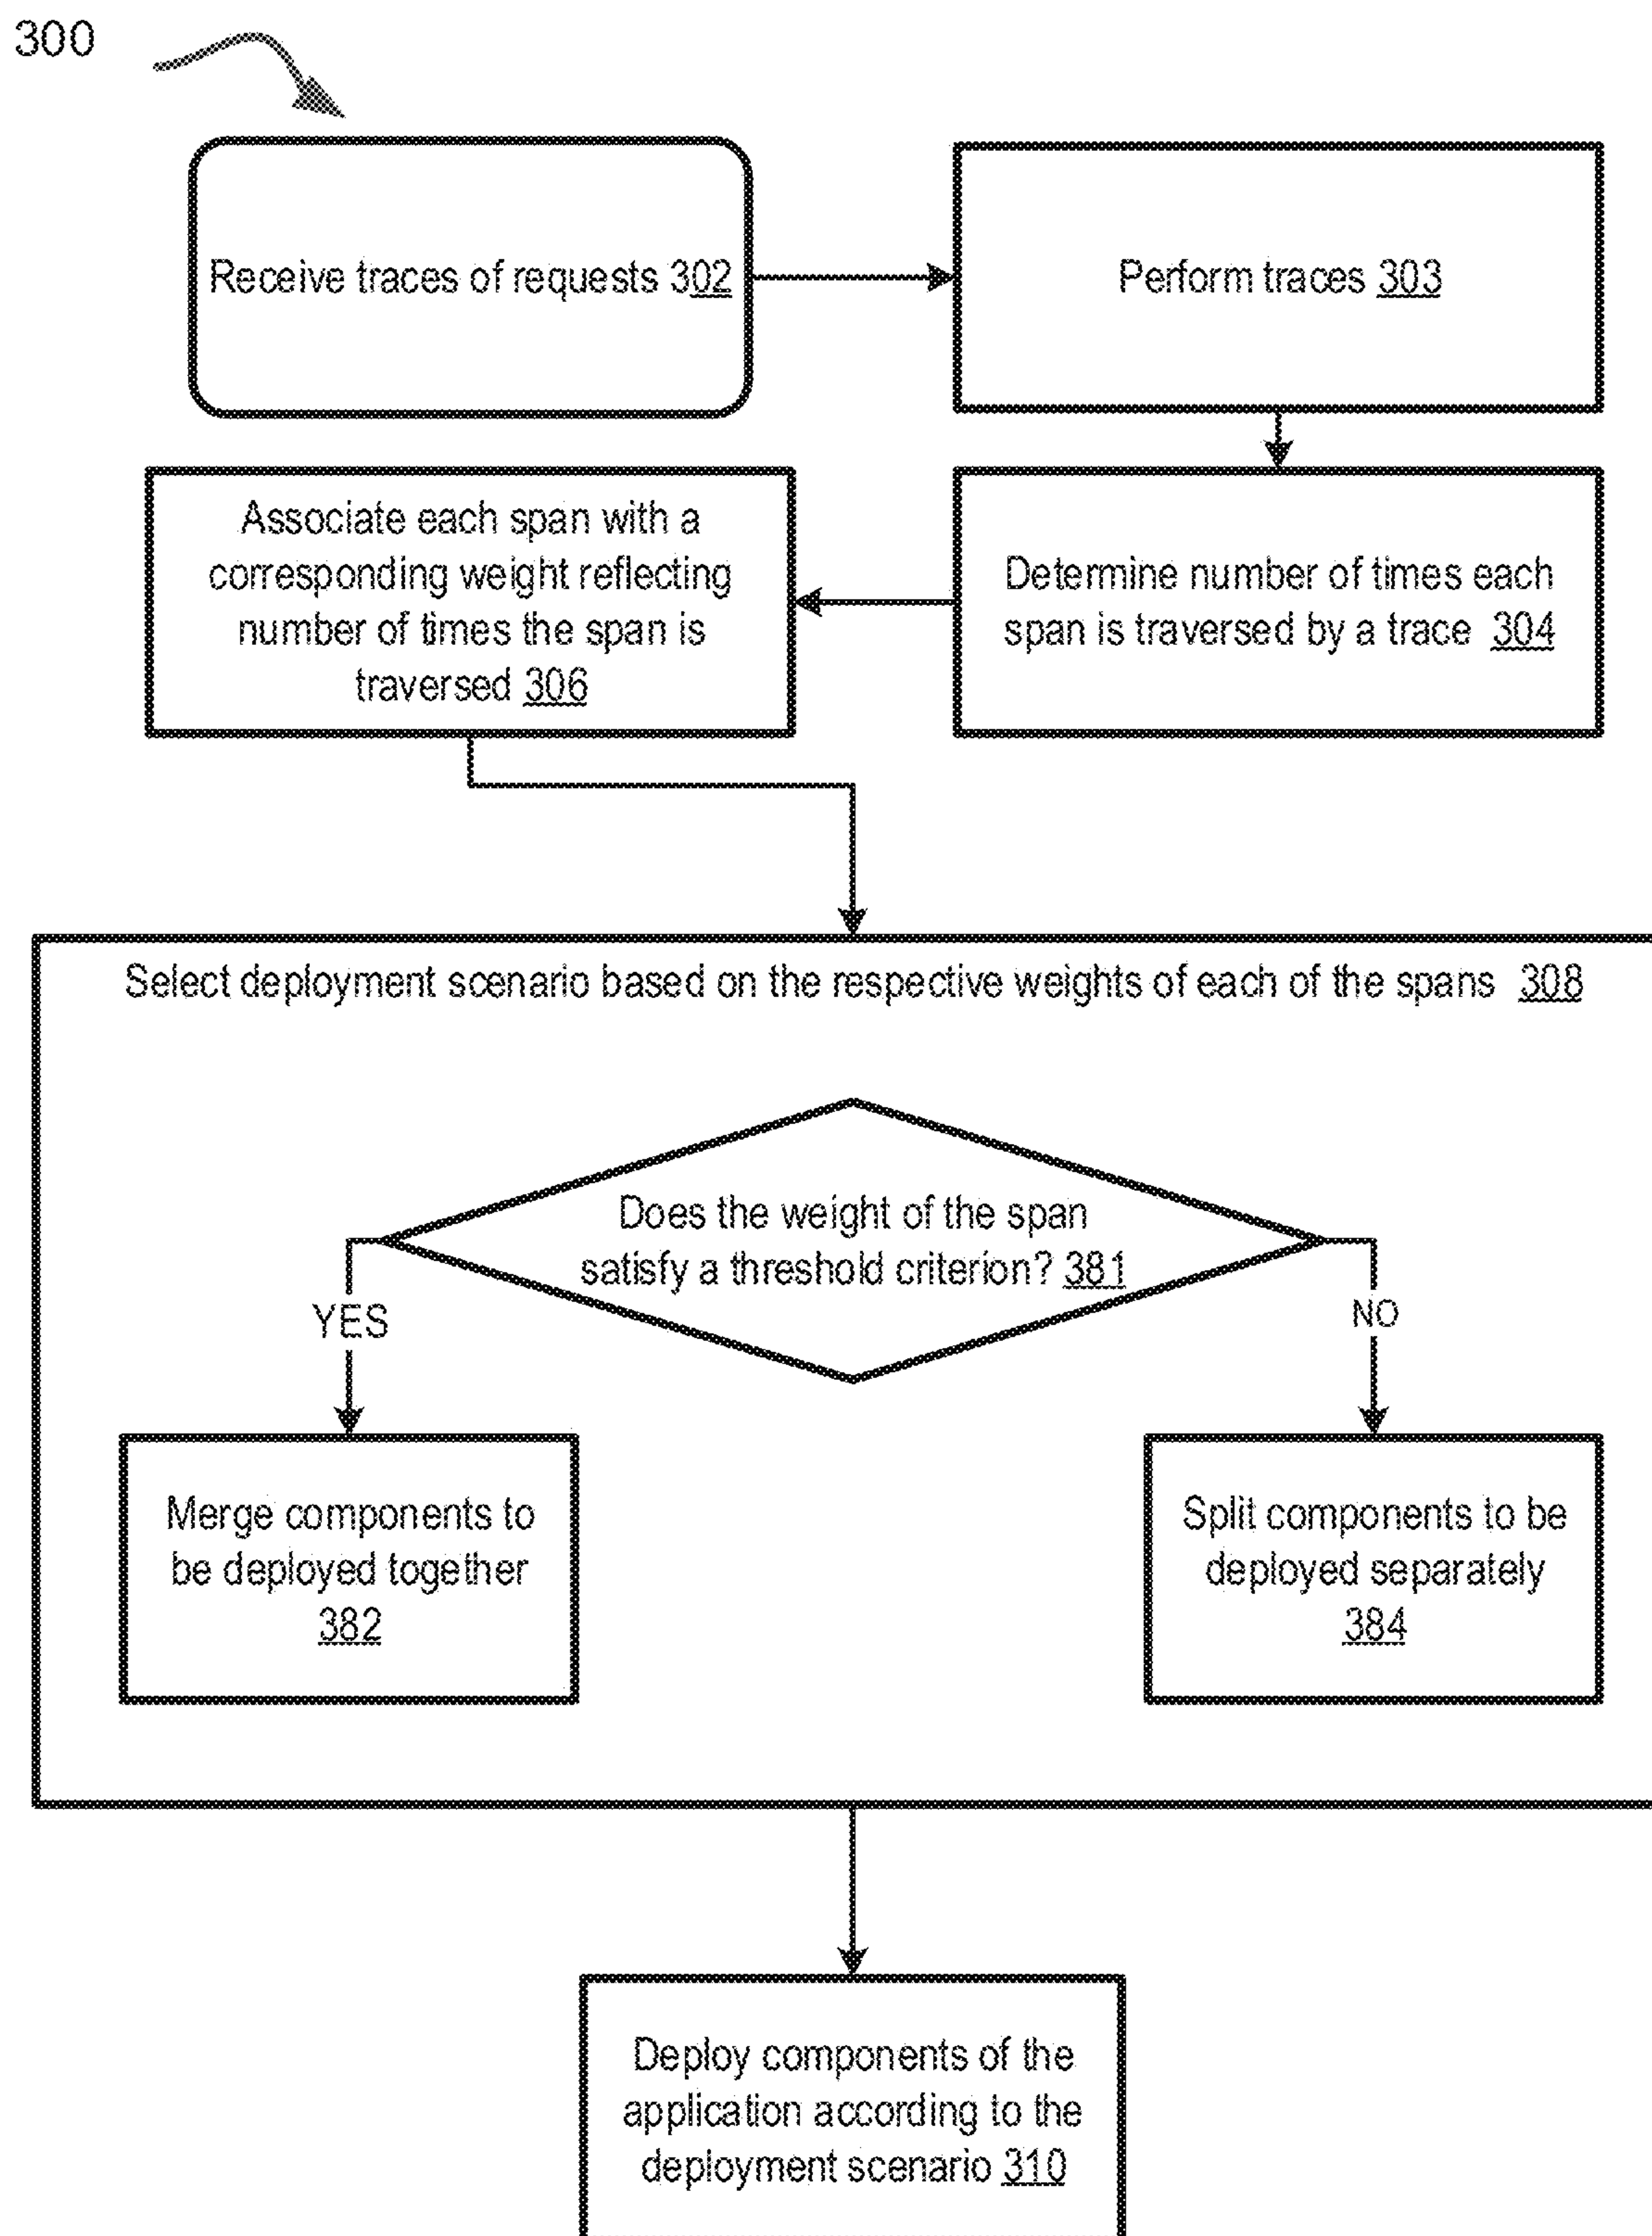 300
Receive traces of requests 302
Perform traces 303
Associate each span with a
corresponding weight reflecting
number of times the span is
traversed 306
Determine number of times each
span is traversed by a trace 304
Select deployment scenario based on the respective weights of each of the spans 308
Does the weight of the span
satisfy a threshold criterion? 381
YES
NO
Merge components to
be deployed together
382
Split components to be
deployed separately
384
Deploy components of the
application according to the
deployment scenario 310